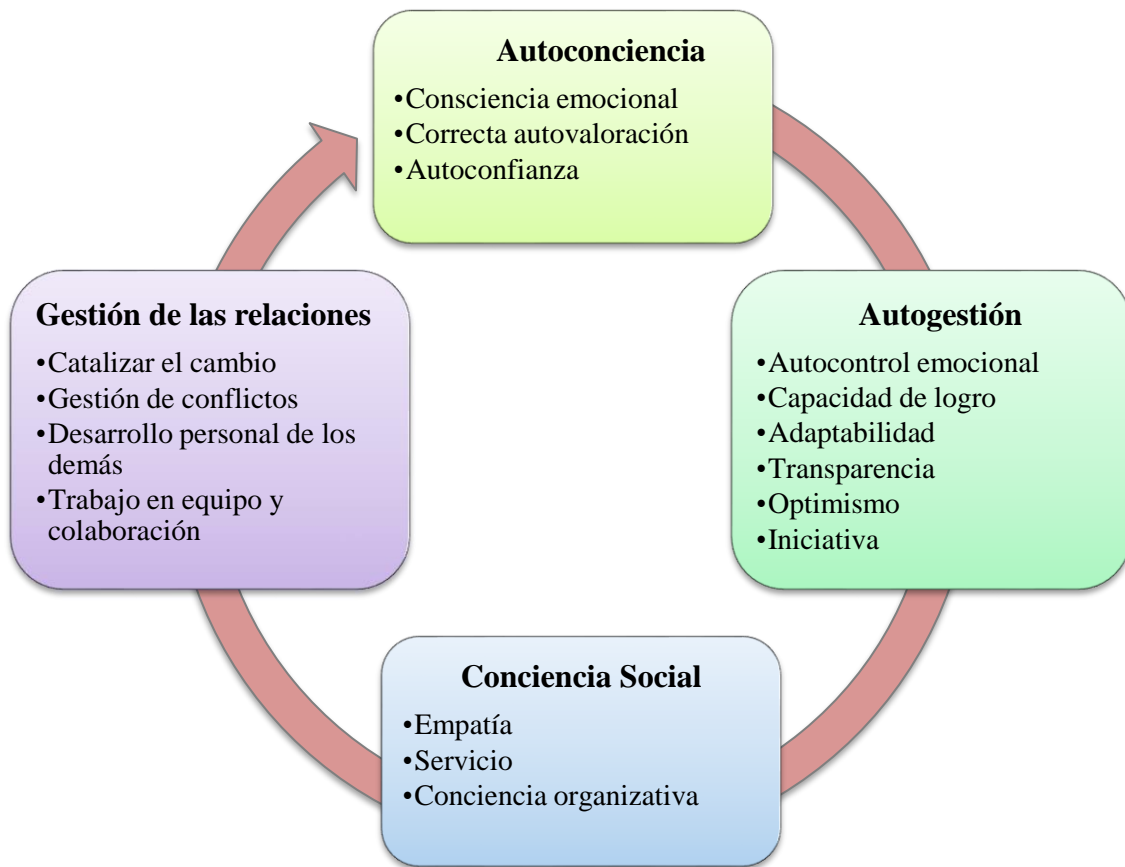 Autoconciencia
•Consciencia emocional
•Correcta autovaloración
•Autoconfianza
Autogestión
•Autocontrol emocional
•Capacidad de logro
•Adaptabilidad
•Transparencia
•Optimismo
•Iniciativa
Conciencia Social
•Empatía
•Servicio
•Conciencia organizativa
Gestión de las relaciones
•Catalizar el cambio
•Gestión de conflictos
•Desarrollo personal de los
demás
•Trabajo en equipo y
colaboración